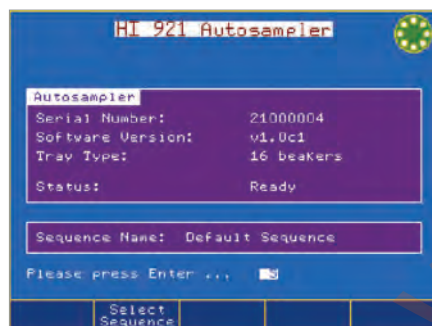 HI 921 Autosampler
Autosampler
Serial Number: 21000004
Software Version: v1.0c1
Tray Type: 16 beakers
Status: Ready
Sequence Name: Default Sequence
Please press Enter ... 5
Select
Sequence